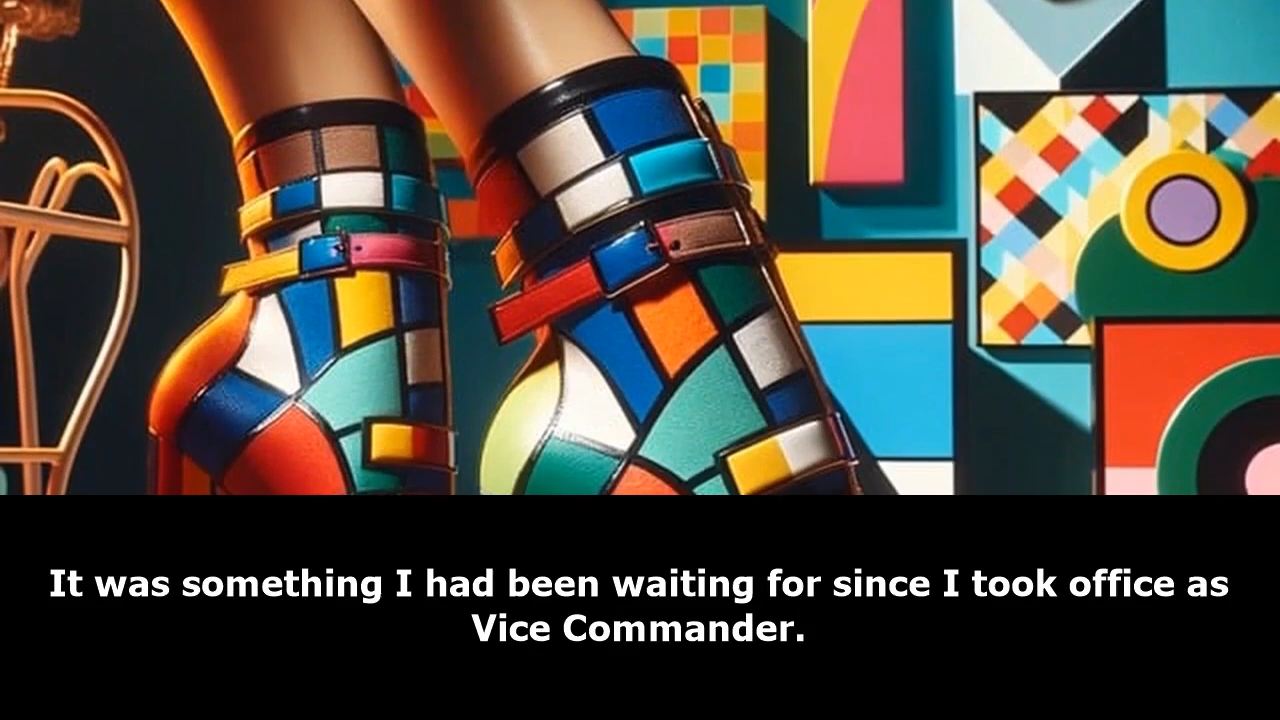 It was something I had been waiting for since I took office as
Vice Commander.